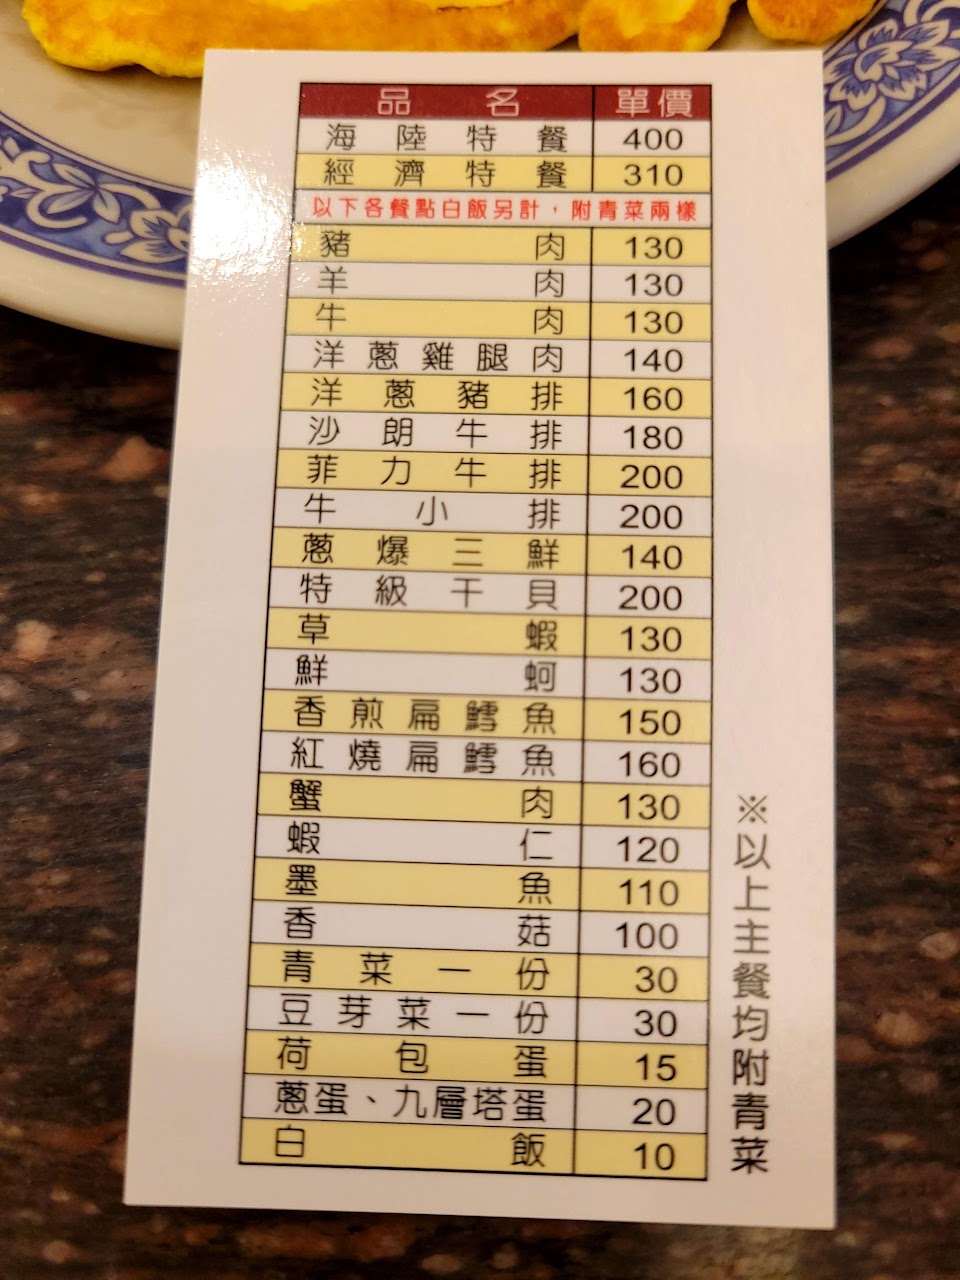 品名 單價
海陸特餐 400
經濟特餐 310
以下各餐點白飯另計，附青菜兩樣
豬肉 130
羊肉 130
牛肉 130
洋蔥雞腿肉 140
洋蔥豬排 160
沙朗牛排 180
菲力牛排 200
牛小排 200
蔥爆三鮮 140
特級干貝 200
草蝦 130
鮮蚵 130
香煎扁鱈魚 150
紅燒扁鱈魚 160
蟹肉 130
蝦仁 120
墨魚 110
香菇 100
青菜一份 30
豆芽菜一份 30
荷包蛋 15
蔥蛋、九層塔蛋 20
白飯 10
※以上主餐均附青菜